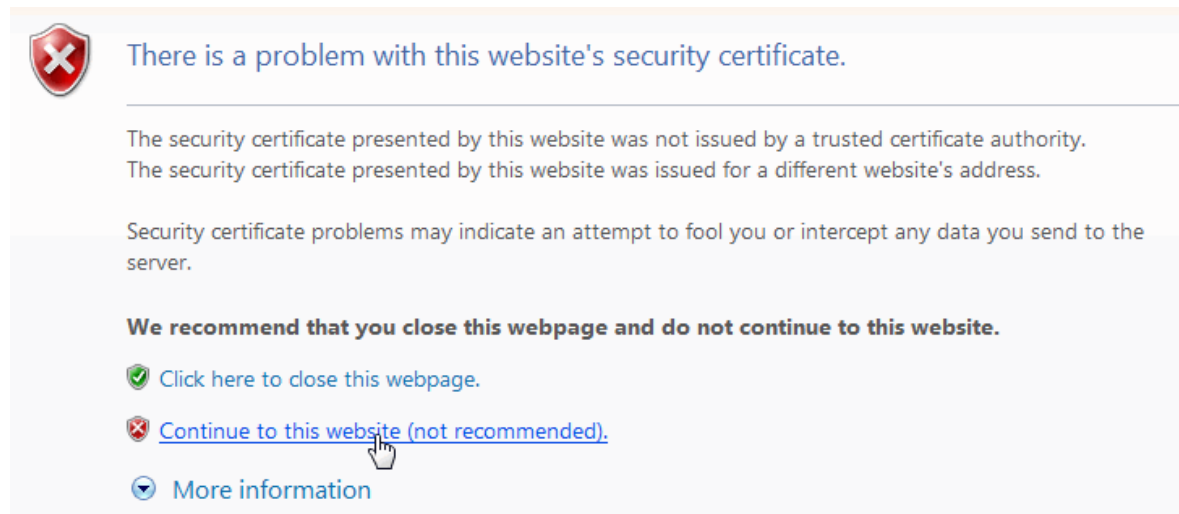 There is a problem with this website's security certificate.
The security certificate presented by this website was not issued by a trusted certificate authority.
The security certificate presented by this website was issued for a different website's address.
Security certificate problems may indicate an attempt to fool you or intercept any data you send to the
server.
We recommend that you close this webpage and do not continue to this website.
Click here to close this webpage.
Continue to this website (not recommended).
More information